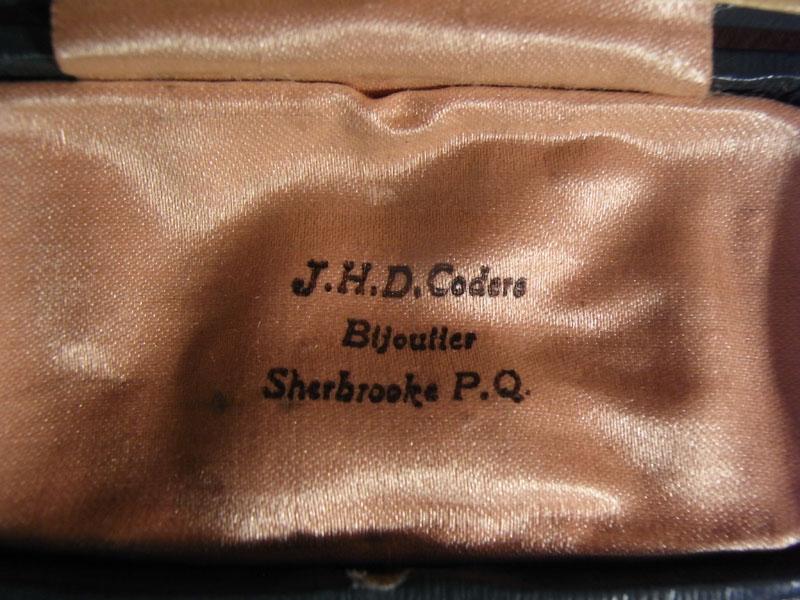 J.H.D. Codere
Bijoutier
Sherbrooke P.Q.